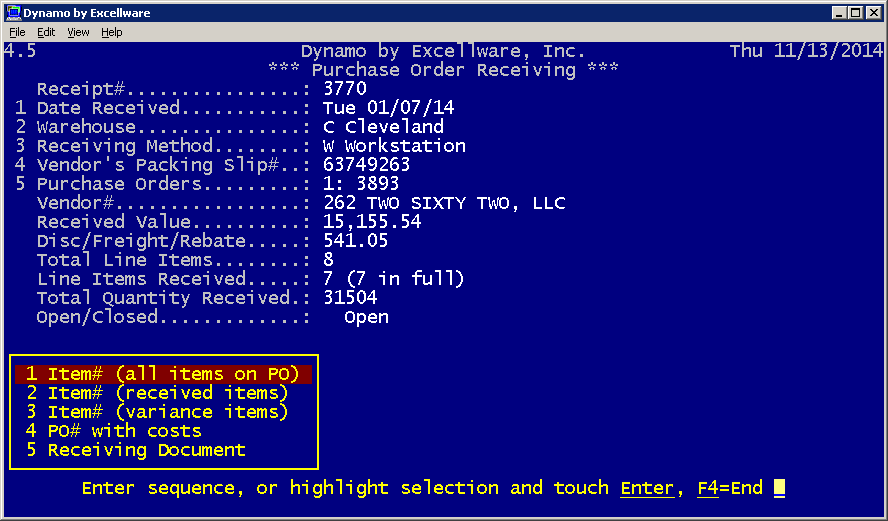 Dynamo by Excellware
File Edit View Help
4.5 Dynamo by Excellware, Inc. Thu 11/13/2014
*** Purchase Order Receiving ***
Receipt#................: 3770
1 Date Received...........: Tue 01/07/14
2 Warehouse...............: C Cleveland
3 Receiving Method........: W Workstation
4 Vendor's Packing Slip#..: 63749263
5 Purchase Orders.........: 1: 3893
Vendor#.................: 262 TWO SIXTY TWO, LLC
Received Value..........: 15,155.54
Disc/Freight/Rebate.....: 541.05
Total Line Items........: 8
Line Items Received.....: 7 (7 in full)
Total Quantity Received.: 31504
Open/Closed.............: Open
1 Item# (all items on PO)
2 Item# (received items)
3 Item# (variance items)
4 PO# with costs
5 Receiving Document
Enter sequence, or highlight selection and touch Enter, F4=End